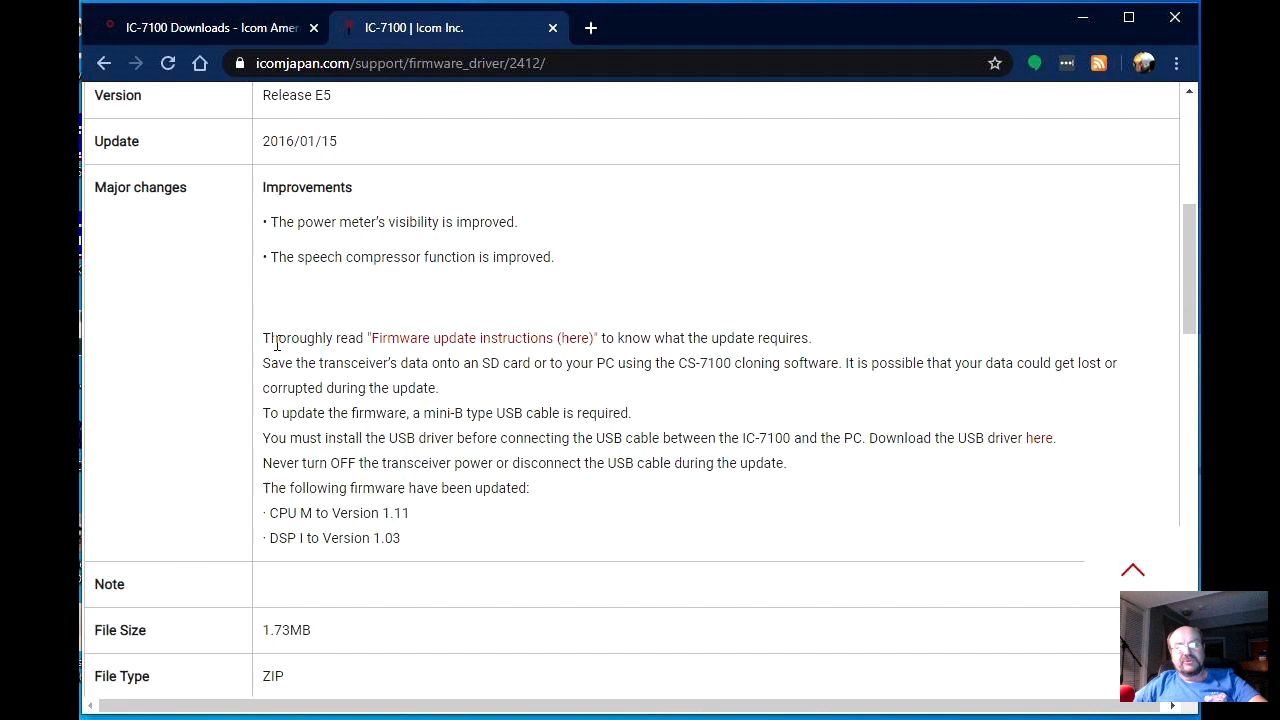 IC-7100 Downloads - Icom Amer
IC-7100 | Icom Inc.
icomjapan.com/support/firmware_driver/2412/
Version
Release E5
Update
2016/01/15
Major changes
Improvements
• The power meter's visibility is improved.
• The speech compressor function is improved.
Thoroughly read "Firmware update instructions (here)" to know what the update requires.
Save the transceiver's data onto an SD card or to your PC using the CS-7100 cloning software. It is possible that your data could get lost or
corrupted during the update.
To update the firmware, a mini-B type USB cable is required.
You must install the USB driver before connecting the USB cable between the IC-7100 and the PC. Download the USB driver here.
Never turn OFF the transceiver power or disconnect the USB cable during the update.
The following firmware have been updated:
· CPU M to Version 1.11
· DSP I to Version 1.03
Note
File Size
1.73MB
File Type
ZIP